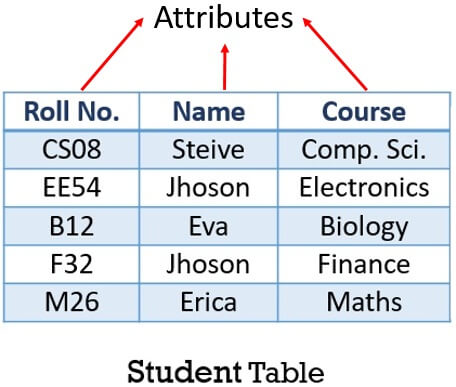 Attributes
Roll No. Name Course
CS08 Steive Comp. Sci.
EE54 Jhoson Electronics
B12 Eva Biology
F32 Jhoson Finance
M26 Erica Maths
Student Table